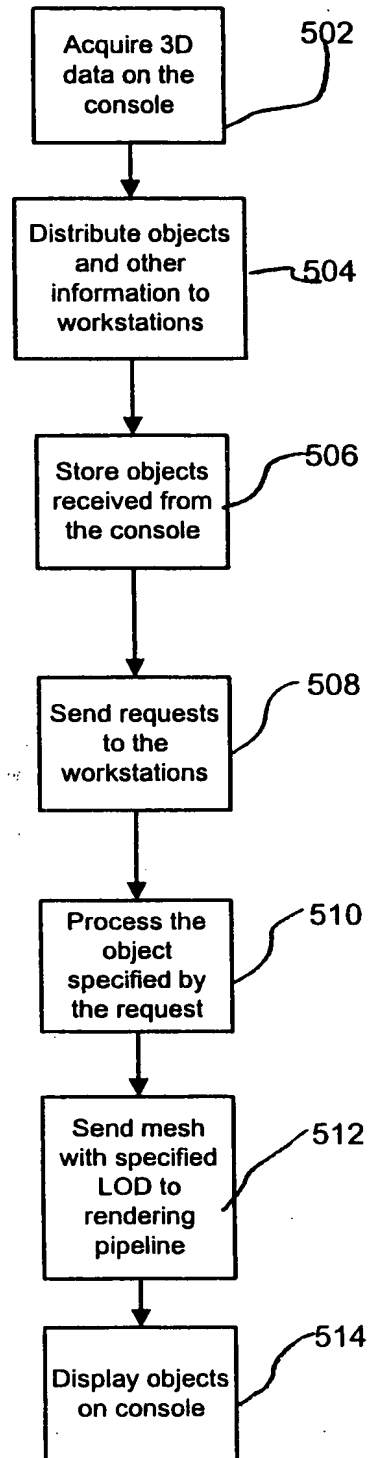 Acquire 3D
data on the
console
502
Distribute objects
and other
information to
workstations
504
Store objects
received from
the console
506
Send requests
to the
workstations
508
Process the
object
specified by
the request
510
Send mesh
with specified
LOD to
rendering
pipeline
512
Display objects
on console
514